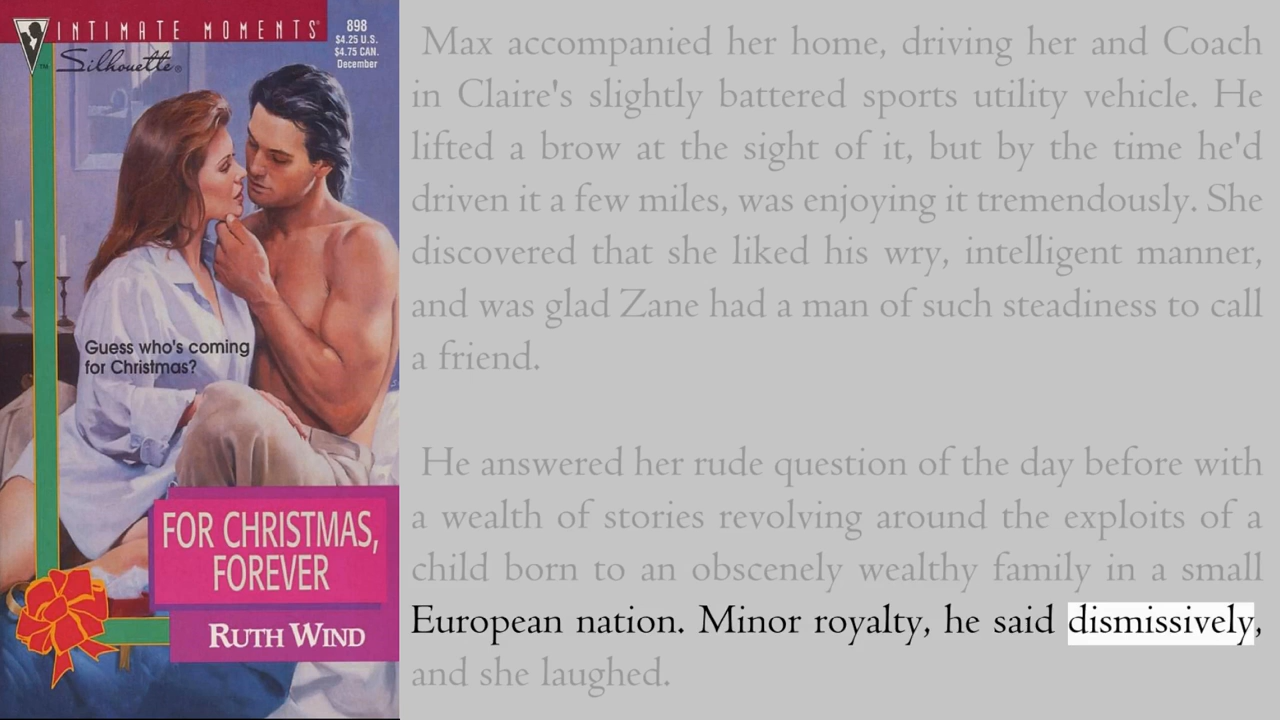 INTIMATE MOMENTS®
898
$4.25 U.S.
$4.75 CAN.
December
TM
Silhouette®
Guess who's coming
for Christmas?
FOR CHRISTMAS,
FOREVER
RUTH WIND
Max accompanied her home, driving her and Coach
in Claire's slightly battered sports utility vehicle. He
lifted a brow at the sight of it, but by the time he'd
driven it a few miles, was enjoying it tremendously. She
discovered that she liked his wry, intelligent manner,
and was glad Zane had a man of such steadiness to call
a friend.
He answered her rude question of the day before with
a wealth of stories revolving around the exploits of a
child born to an obscenely wealthy family in a small
European nation. Minor royalty, he said dismissively,
and she laughed.